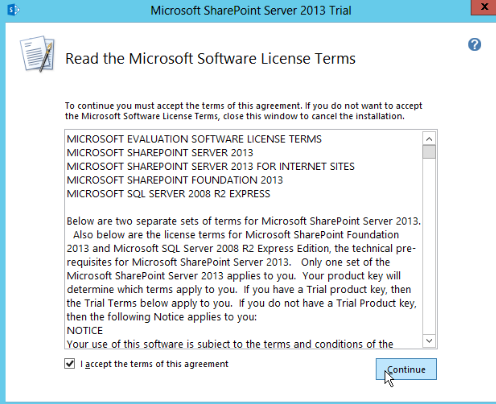 Microsoft SharePoint Server 2013 Trial
x
?
Read the Microsoft Software License Terms
To continue you must accept the terms of this agreement. If you do not want to accept
the Microsoft Software License Terms, close this window to cancel the installation.
MICROSOFT EVALUATION SOFTWARE LICENSE TERMS
MICROSOFT SHAREPOINT SERVER 2013
MICROSOFT SHAREPOINT SERVER 2013 FOR INTERNET SITES
MICROSOFT SHAREPOINT FOUNDATION 2013
MICROSOFT SQL SERVER 2008 R2 EXPRESS
Below are two separate sets of terms for Microsoft SharePoint Server 2013.
Also below are the license terms for Microsoft SharePoint Foundation
2013 and Microsoft SQL Server 2008 R2 Express Edition, the technical pre-
requisites for Microsoft SharePoint Server 2013. Only one set of the
Microsoft SharePoint Server 2013 applies to you. Your product key will
determine which terms apply to you. If you have a Trial product key, then
the Trial Terms below apply to you. If you do not have a Trial Product key,
then the following Notice applies to you:
NOTICE
Your use of this software is subject to the terms and conditions of the
I accept the terms of this agreement
Continue